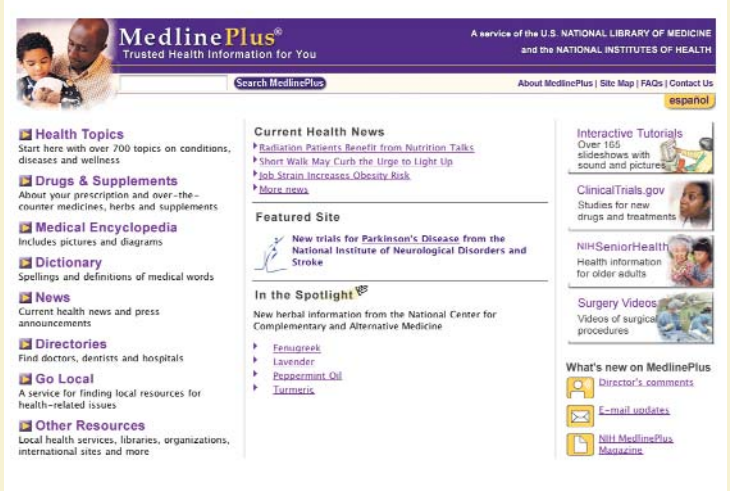 MedlinePlus®
Trusted Health Information for You
A service of the U.S. NATIONAL LIBRARY OF MEDICINE
and the NATIONAL INSTITUTES OF HEALTH
Search MedlinePlus
About MedlinePlus | Site Map | FAQs | Contact Us
español
Health Topics
Start here with over 700 topics on conditions,
diseases and wellness
Drugs & Supplements
About your prescription and over-the-
counter medicines, herbs and supplements
Medical Encyclopedia
Includes pictures and diagrams
Dictionary
Spellings and definitions of medical words
News
Current health news and press
announcements
Directories
Find doctors, dentists and hospitals
Go Local
A service for finding local resources for
health-related issues
Other Resources
Local health services, libraries, organizations,
international sites and more
Current Health News
Radiation Patients Benefit from Nutrition Talks
Short Walk May Curb the Urge to Light Up
Job Strain Increases Obesity Risk
More news
Featured Site
New trials for Parkinson's Disease from the
National Institute of Neurological Disorders and
Stroke
In the Spotlight
New herbal information from the National Center for
Complementary and Alternative Medicine
Fenugreek
Lavender
Peppermint Oil
Turmeric
Interactive Tutorials
Over 165
slideshows with
sound and pictures
ClinicalTrials.gov
Studies for new
drugs and treatments
NIHSeniorHealth
Health information
for older adults
Surgery Videos
Videos of surgical
procedures
What's new on MedlinePlus
Director's comments
E-mail updates
NIH MedlinePlus
Magazine